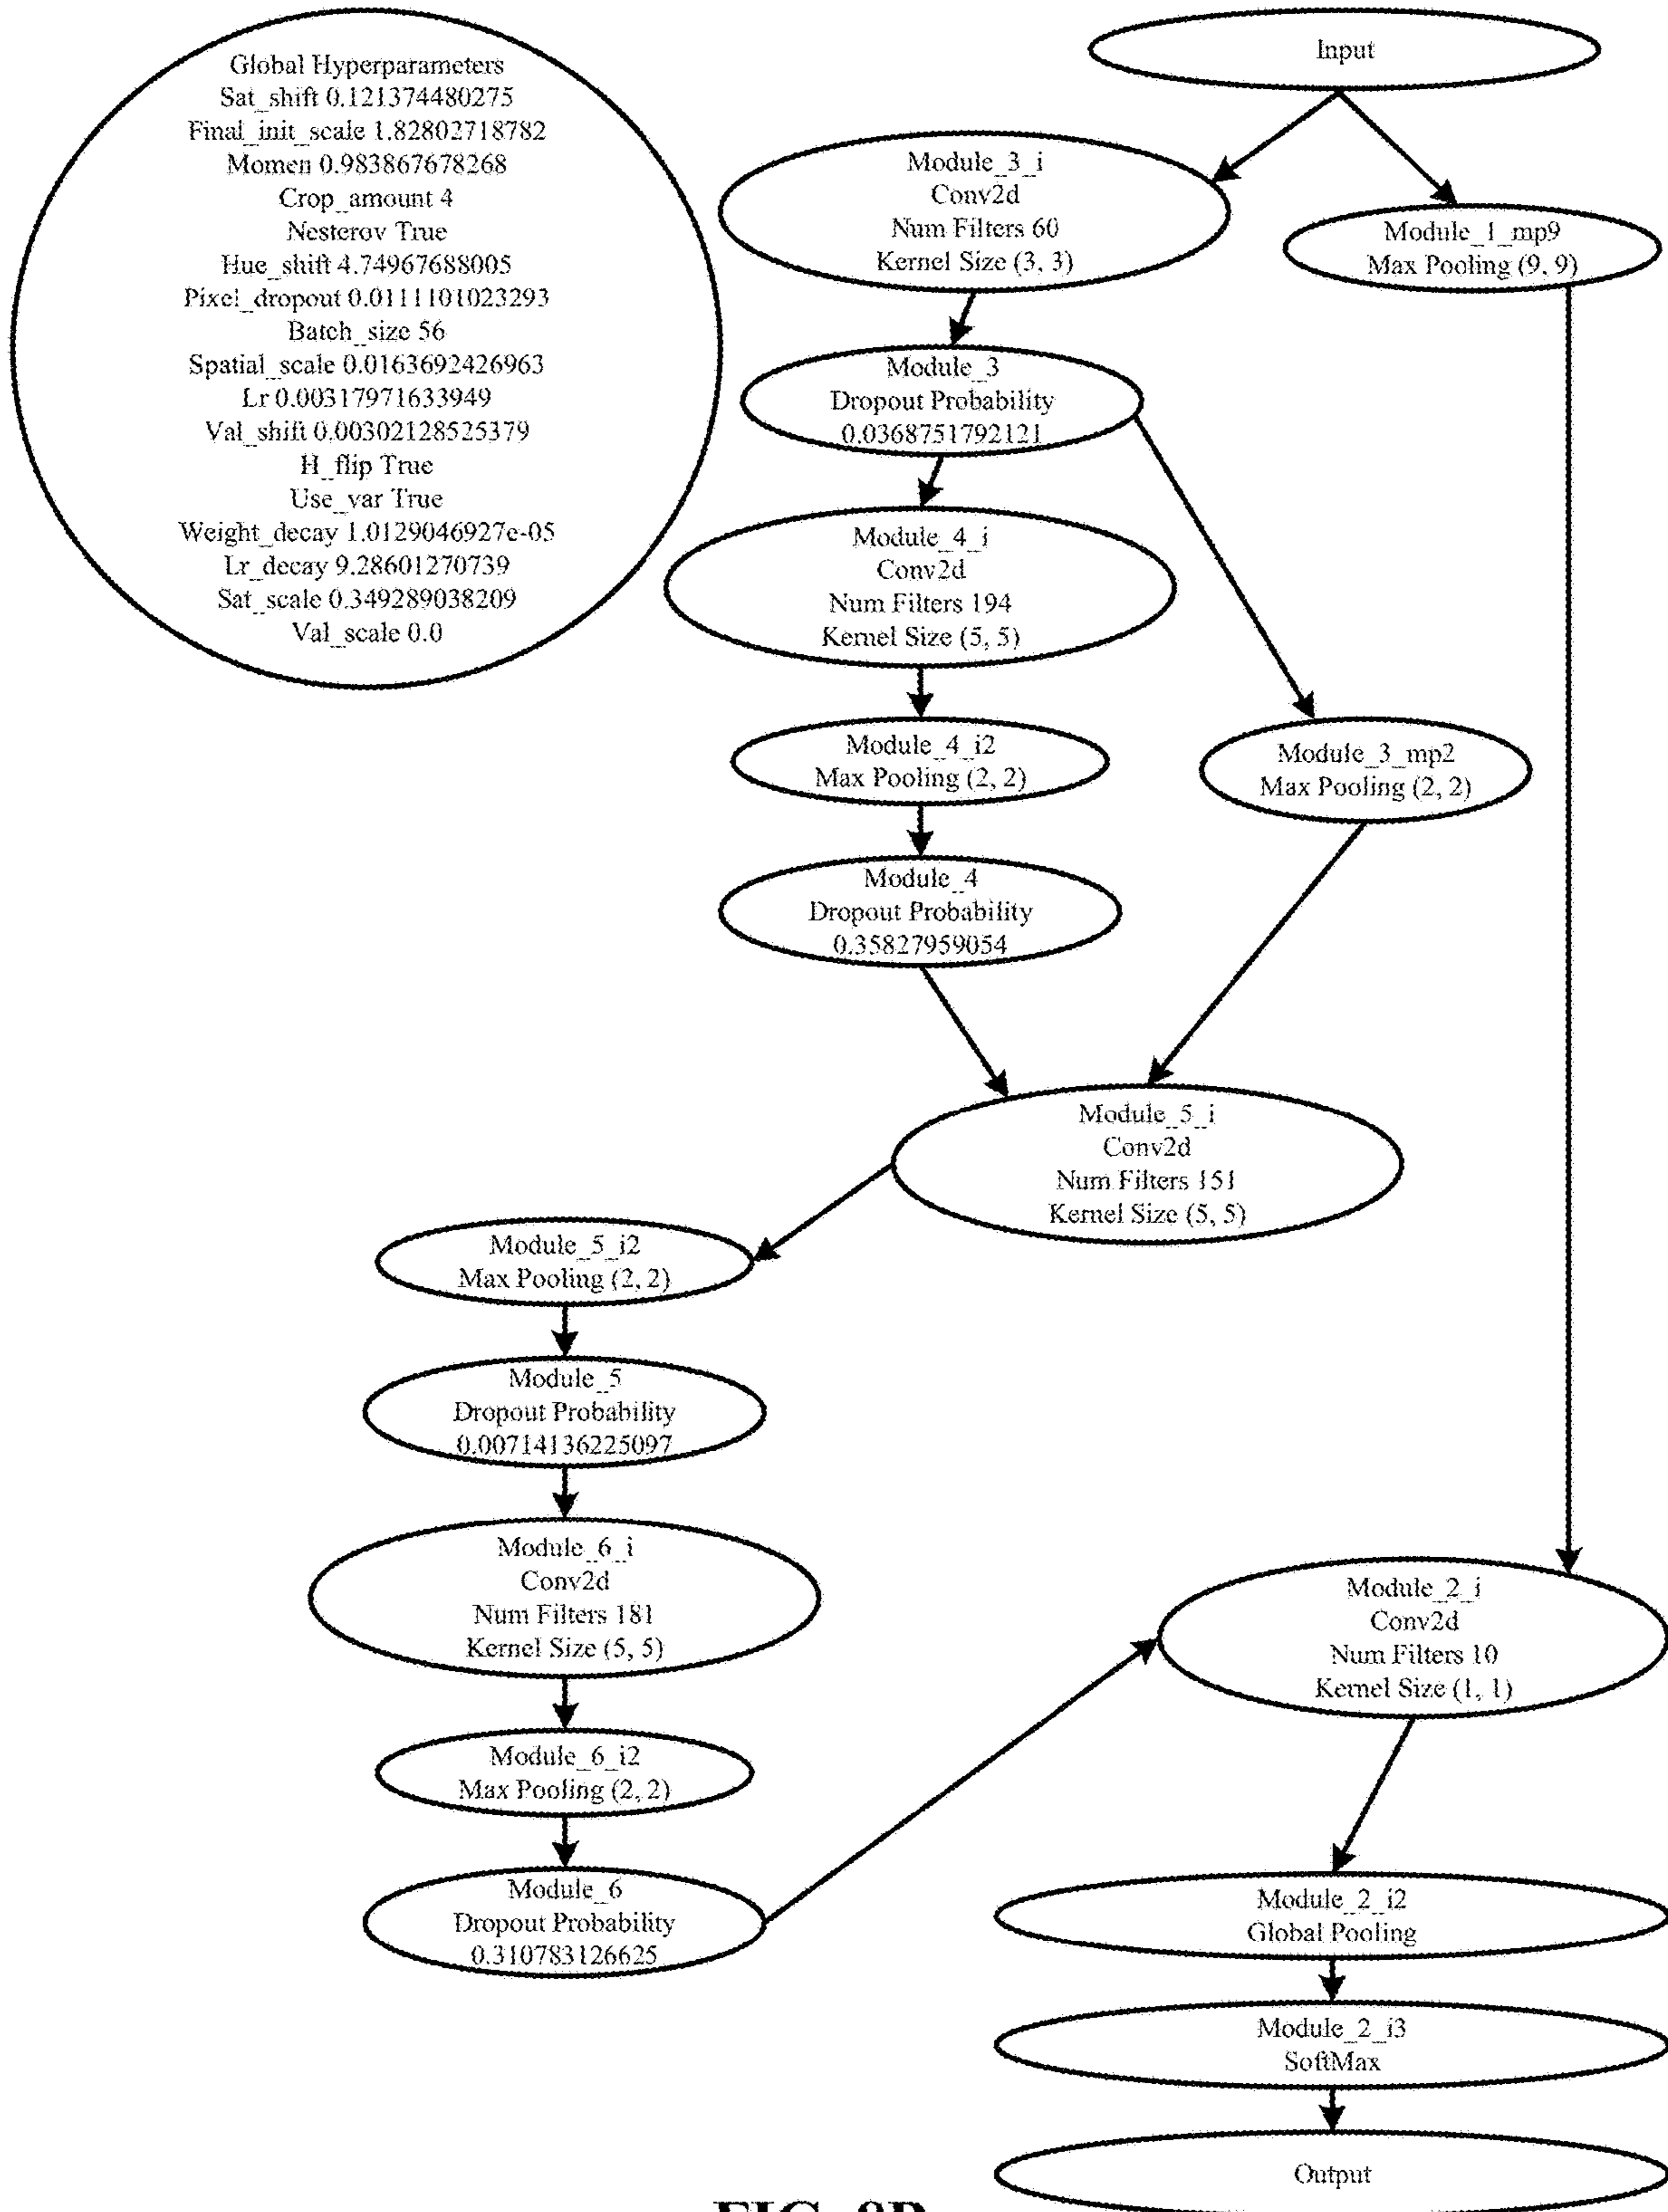 Global Hyperparameters
Sat_shift 0.121374480275
Final_init_scale 1.82802718782
Momen 0.983867678268
Crop_amount 4
Nesterov True
Hue_shift 4.74967688005
Pixel_dropout 0.0111101023293
Batch_size 56
Spatial_scale 0.0163692426963
Lr 0.00317971633949
Val_shift 0.00302128525379
H_flip True
Use_var True
Weight_decay 1.0129046927e-05
Lr_decay 9.28601270739
Sat_scale 0.349289038209
Val_scale 0.0
Input
Module_3_i
Conv2d
Num Filters 60
Kernel Size (3, 3)
Module_1_mp9
Max Pooling (9, 9)
Module_3
Dropout Probability
0.0368751792121
Module_4_i
Conv2d
Num Filters 194
Kernel Size (5, 5)
Module_4_i2
Max Pooling (2, 2)
Module_3_mp2
Max Pooling (2, 2)
Module_4
Dropout Probability
0.35827959054
Module_5_i
Conv2d
Num Filters 151
Kernel Size (5, 5)
Module_5_i2
Max Pooling (2, 2)
Module_5
Dropout Probability
0.00714136225097
Module_6_i
Conv2d
Num Filters 181
Kernel Size (5, 5)
Module_2_i
Conv2d
Num Filters 10
Kernel Size (1, 1)
Module_6_i2
Max Pooling (2, 2)
Module_6
Dropout Probability
0.310783126625
Module_2_i2
Global Pooling
Module_2_i3
SoftMax
Output